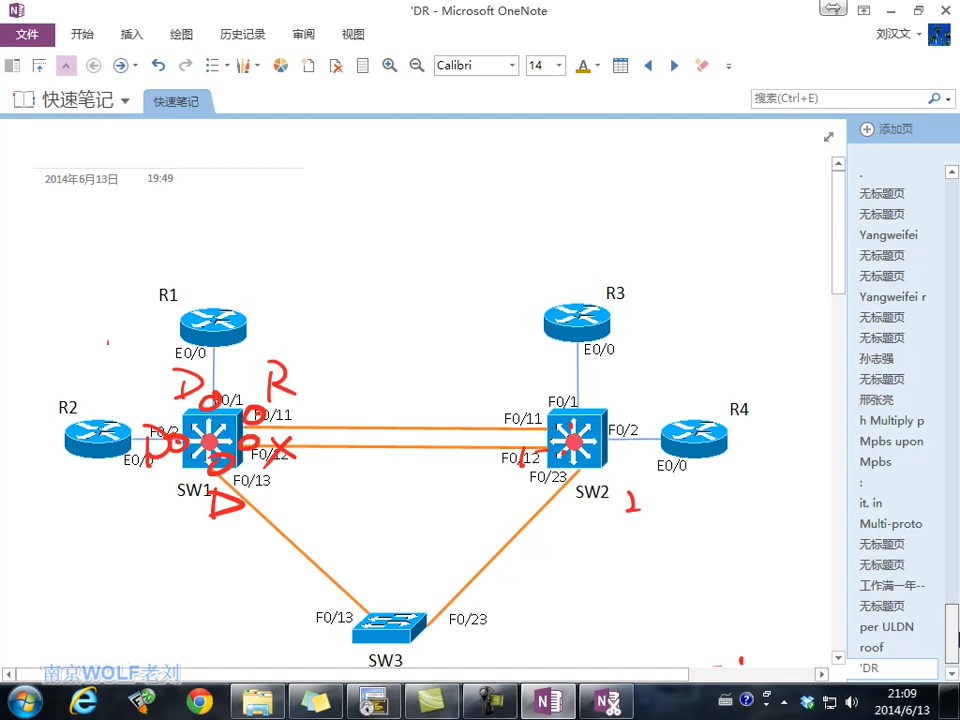 'DR - Microsoft OneNote
文件 开始 插入 绘图 历史记录 审阅 视图 刘汉文
Calibri 14 A
快速笔记 快速笔记 搜索(Ctrl+E)
添加页
2014年6月13日 19:49
.
无标题页
无标题页
Yangweifei
无标题页
无标题页
Yangweifei r
无标题页
无标题页
孙志强
无标题页
邢张亮
h Multiply p
Mpbs upon
Mpbs
:
it. in
Multi-proto
无标题页
无标题页
工作满一年--
无标题页
per ULDN
roof
'DR
R1 R3
E0/0 E0/0
D R
F0/1 F0/1
R2 F0/11 F0/11 R4
F0/2 F0/2
D X
E0/0 F0/12 F0/12 E0/0
F0/13 F0/23
SW1 SW2
D
F0/13 F0/23
SW3
南京WOLF老刘
21:09
2014/6/13